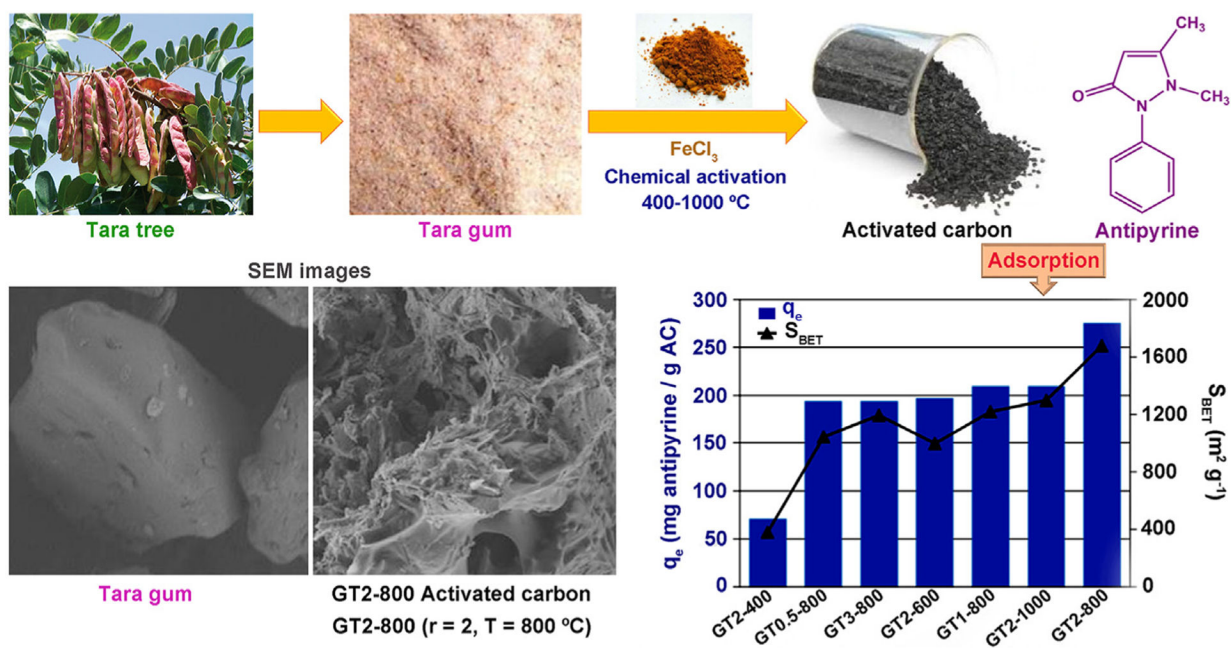 FeCl₃
Chemical activation
400-1000 ºC
CH₃
CH₃
N
N
O
Tara tree
Tara gum
Activated carbon
Antipyrine
SEM images
Adsorption
Tara gum
GT2-800 Activated carbon
GT2-800 (r = 2, T = 800 ºC)
qₑ (mg antipyrine / g AC)
300
250
200
150
100
50
0
qₑ
S_BET
2000
1600
1200
800
400
0
S_BET (m² g⁻¹)
GT2-400
GT0.5-800
GT3-800
GT2-600
GT1-800
GT2-1000
GT2-800